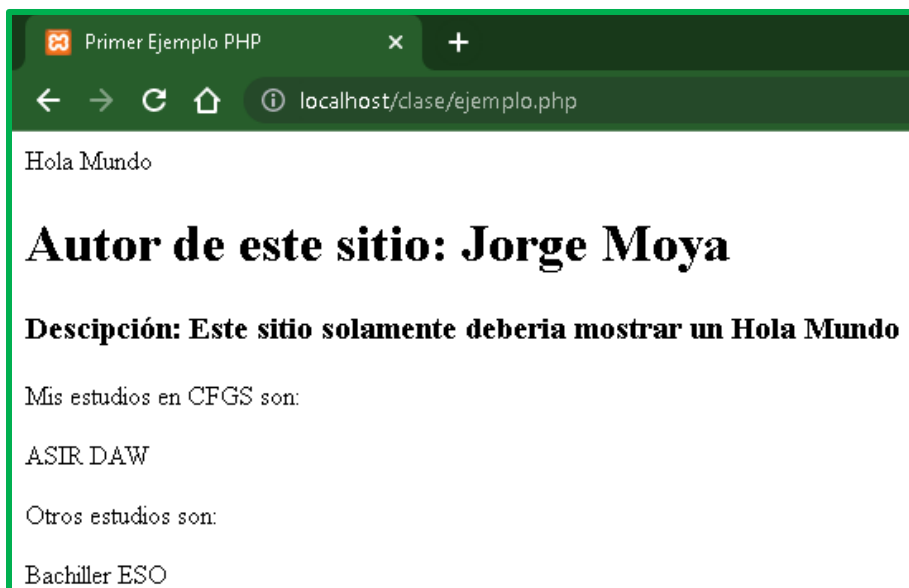 Primer Ejemplo PHP
localhost/clase/ejemplo.php
Hola Mundo
Autor de este sitio: Jorge Moya
Descipción: Este sitio solamente deberia mostrar un Hola Mundo
Mis estudios en CFGS son:
ASIR DAW
Otros estudios son:
Bachiller ESO